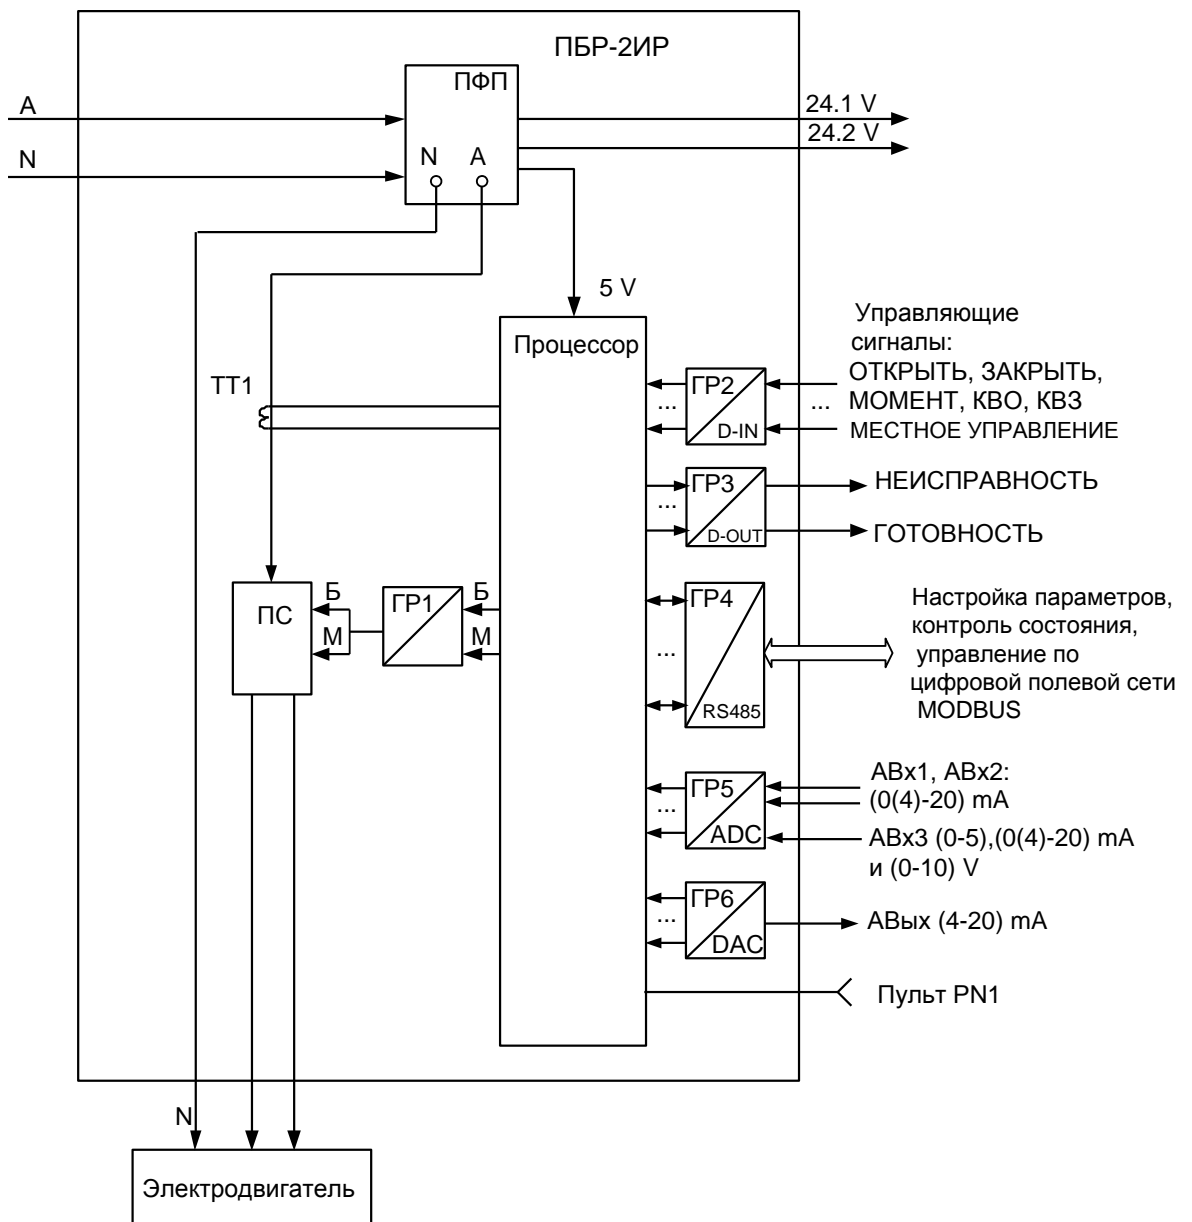 ПБР-2ИР
ПФП
A
N
N
A
24.1 V
24.2 V
5 V
Процессор
ТТ1
Управляющие
сигналы:
ОТКРЫТЬ, ЗАКРЫТЬ,
... МОМЕНТ, КВО, КВЗ
МЕСТНОЕ УПРАВЛЕНИЕ
...
ГР2
D-IN
...
ГР3
D-OUT
НЕИСПРАВНОСТЬ
ГОТОВНОСТЬ
ПС
Б
М
ГР1
Б
М
...
ГР4
RS485
Настройка параметров,
контроль состояния,
управление по
цифровой полевой сети
MODBUS
...
ГР5
ADC
АВх1, АВх2:
(0(4)-20) mA
АВх3 (0-5),(0(4)-20) mA
и (0-10) V
...
ГР6
DAC
АВых (4-20) mA
Пульт PN1
N
Электродвигатель